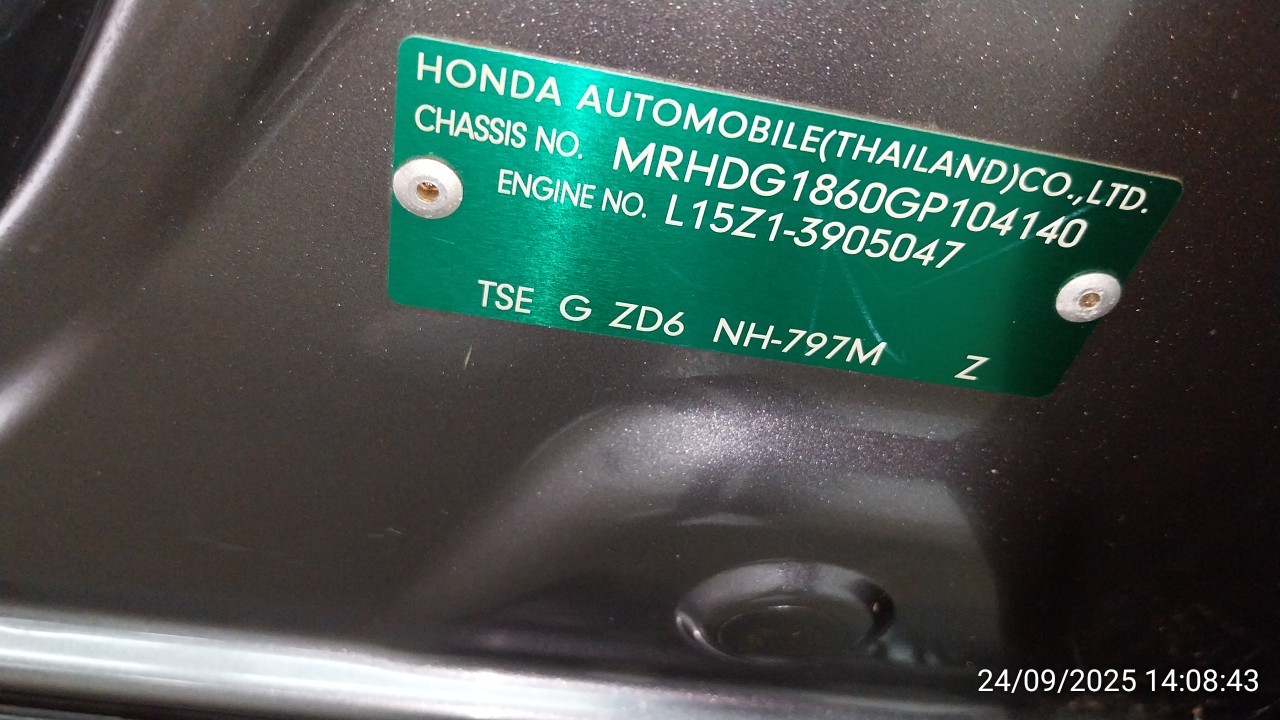 HONDA AUTOMOBILE(THAILAND)CO.,LTD.
CHASSIS NO. MRHDG1860GP104140
ENGINE NO. L15Z1-3905047
TSE G ZD6 NH-797M Z
24/09/2025 14:08:43